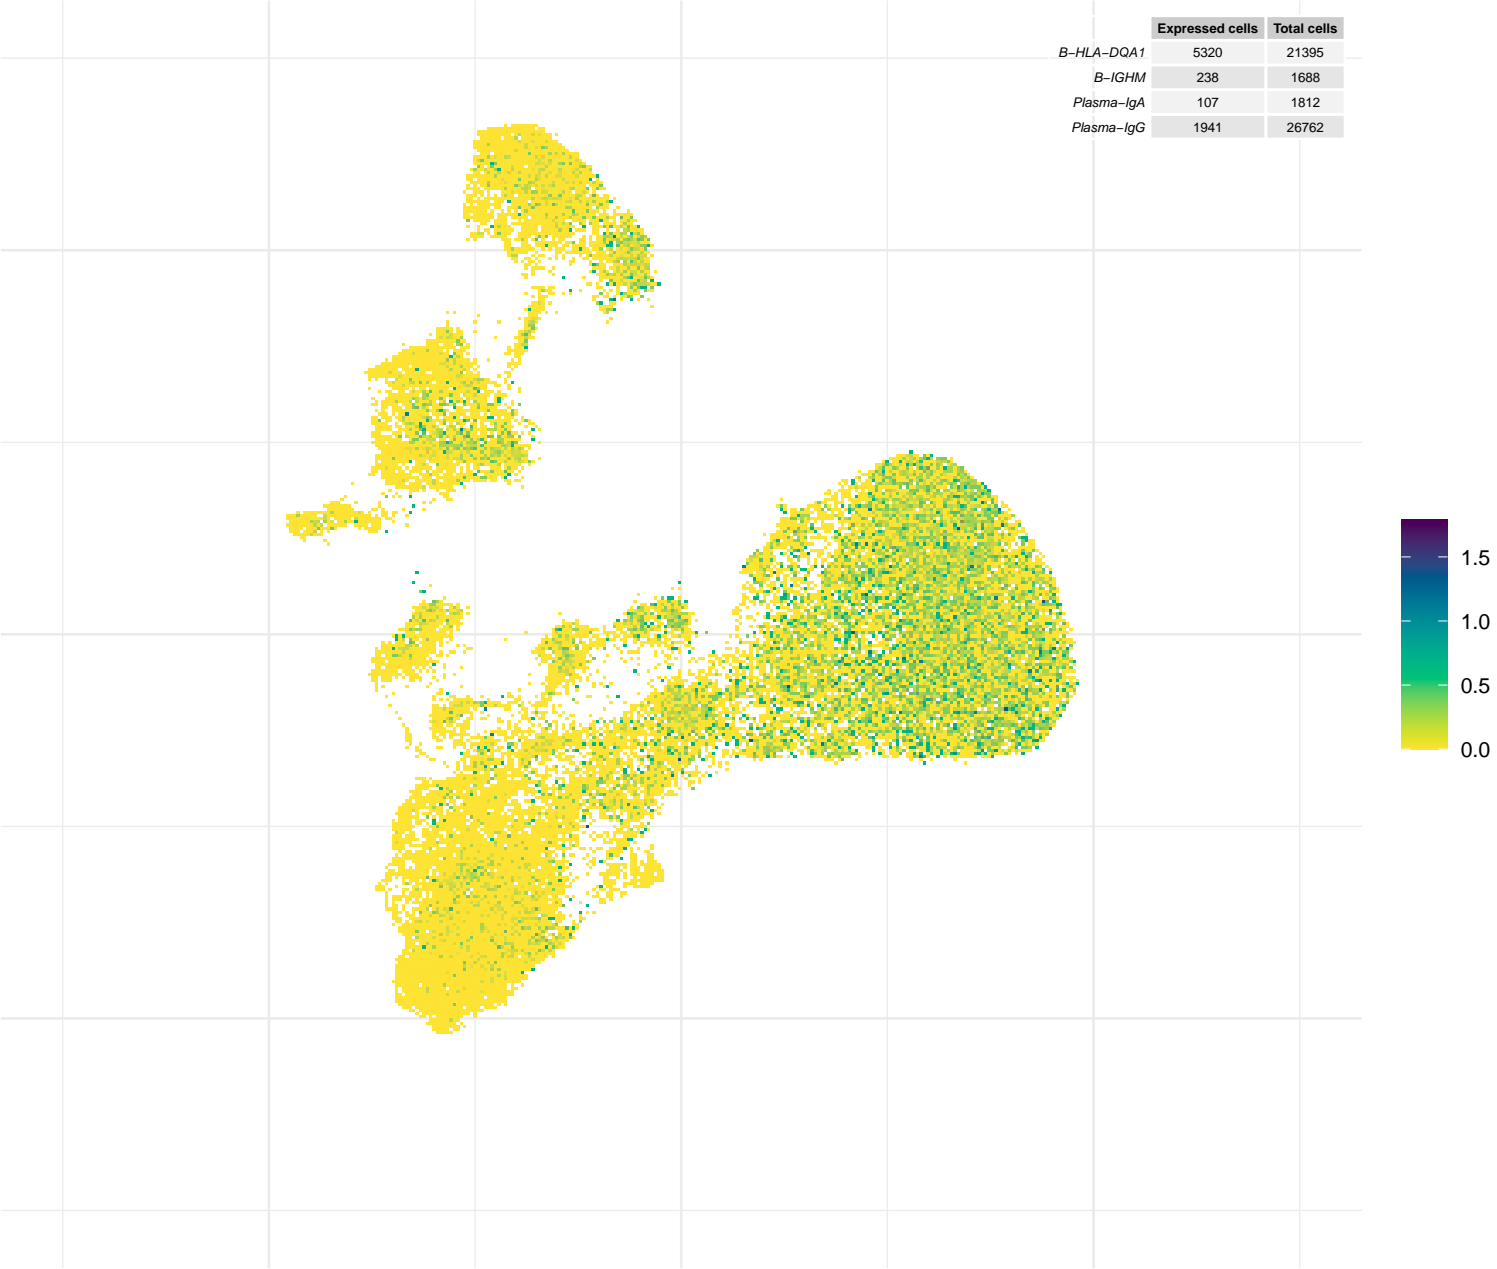 Expressed cells Total cells
B−HLA−DQA1 5320 21395
B−IGHM 238 1688
Plasma−IgA 107 1812
Plasma−IgG 1941 26762
1.5
1.0
0.5
0.0